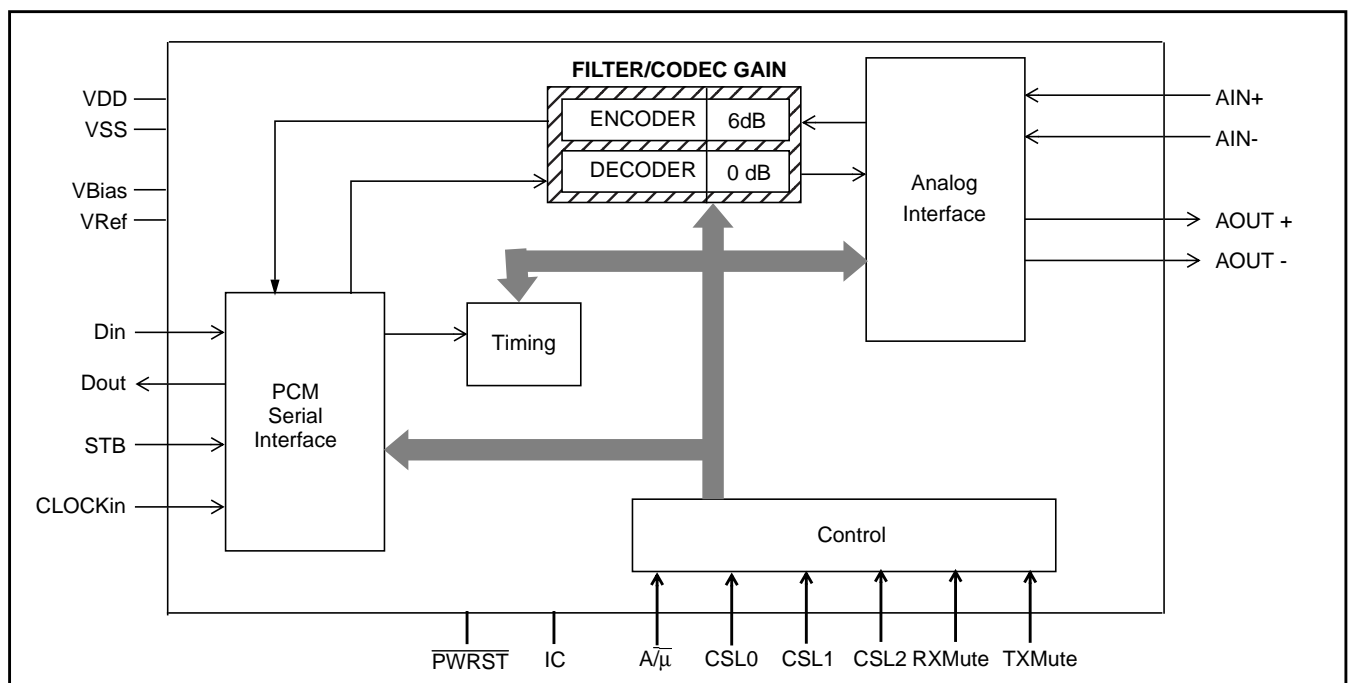 FILTER/CODEC GAIN
VDD
VSS
VBias
VRef
ENCODER 6dB
DECODER 0 dB
Analog
Interface
AIN+
AIN-
AOUT +
AOUT -
Din
Dout
STB
CLOCKin
PCM
Serial
Interface
Timing
Control
P̅W̅R̅S̅T̅ IC A/μ̅ CSL0 CSL1 CSL2 RXMute TXMute